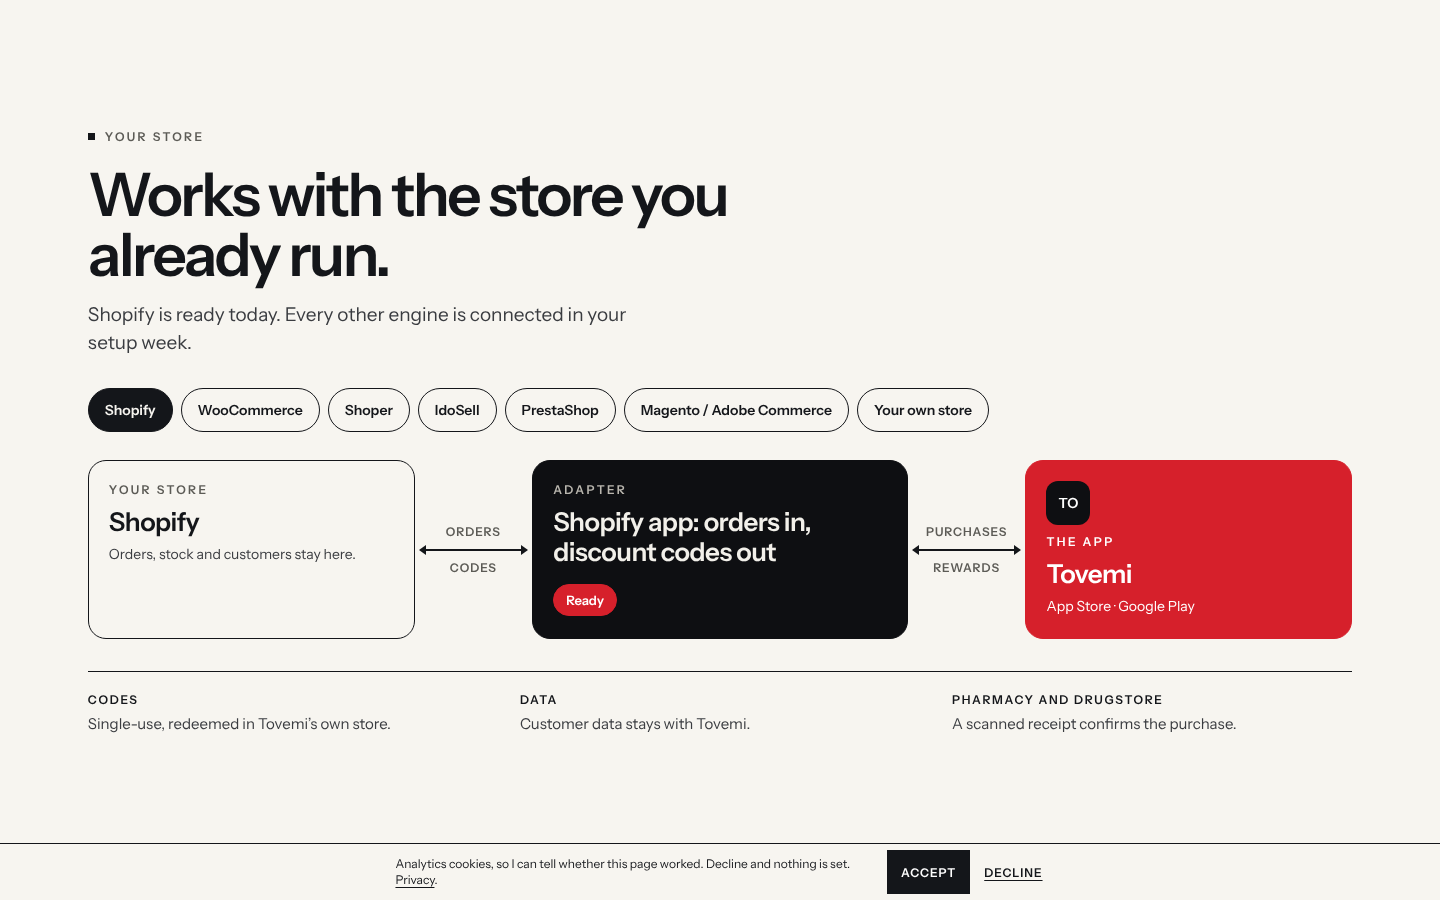 YOUR STORE
Works with the store you
already run.
Shopify is ready today. Every other engine is connected in your
setup week.
Shopify
WooCommerce
Shoper
IdoSell
PrestaShop
Magento / Adobe Commerce
Your own store
YOUR STORE
Shopify
Orders, stock and customers stay here.
ORDERS
CODES
ADAPTER
Shopify app: orders in,
discount codes out
Ready
PURCHASES
REWARDS
TO
THE APP
Tovemi
App Store · Google Play
CODES
Single-use, redeemed in Tovemi’s own store.
DATA
Customer data stays with Tovemi.
PHARMACY AND DRUGSTORE
A scanned receipt confirms the purchase.
Analytics cookies, so I can tell whether this page worked. Decline and nothing is set.
Privacy.
ACCEPT
DECLINE